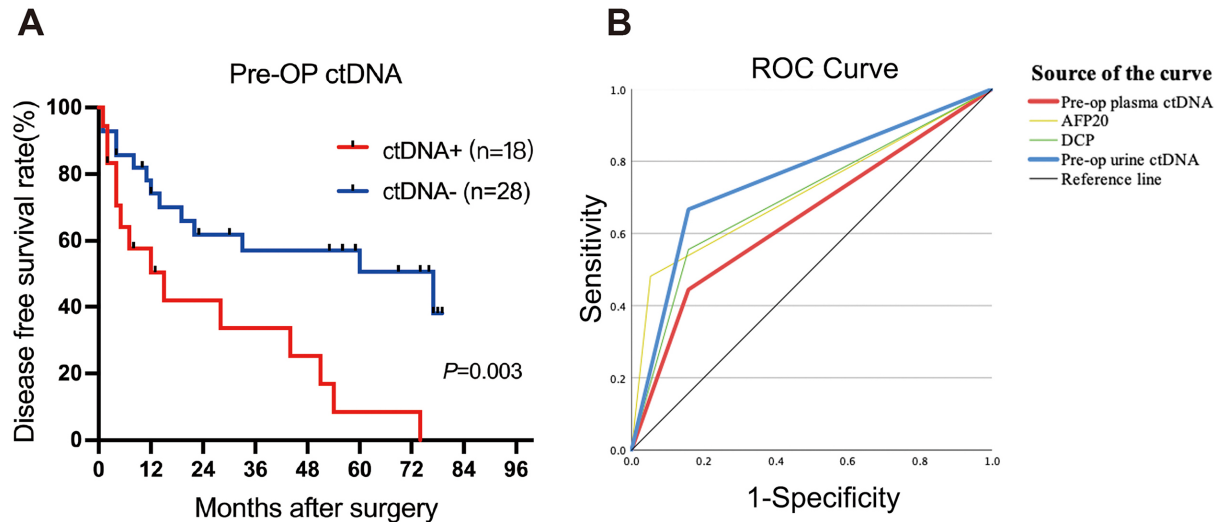 A
Pre-OP ctDNA
Disease free survival rate(%)
100
80
60
40
20
0
ctDNA+ (n=18)
ctDNA- (n=28)
P=0.003
0 12 24 36 48 60 72 84 96
Months after surgery
B
ROC Curve
Sensitivity
1.0
0.8
0.6
0.4
0.2
0.0
0.0 0.2 0.4 0.6 0.8 1.0
1-Specificity
Source of the curve
Pre-op plasma ctDNA
AFP20
DCP
Pre-op urine ctDNA
Reference line